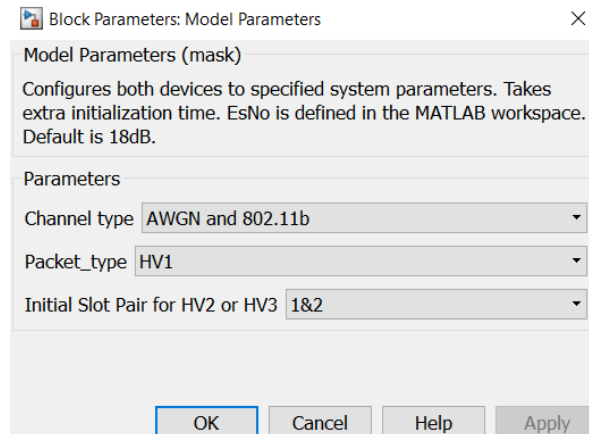 Block Parameters: Model Parameters
Model Parameters (mask)
Configures both devices to specified system parameters. Takes
extra initialization time. EsNo is defined in the MATLAB workspace.
Default is 18dB.
Parameters
Channel type AWGN and 802.11b
Packet_type HV1
Initial Slot Pair for HV2 or HV3 1&2
OK Cancel Help Apply